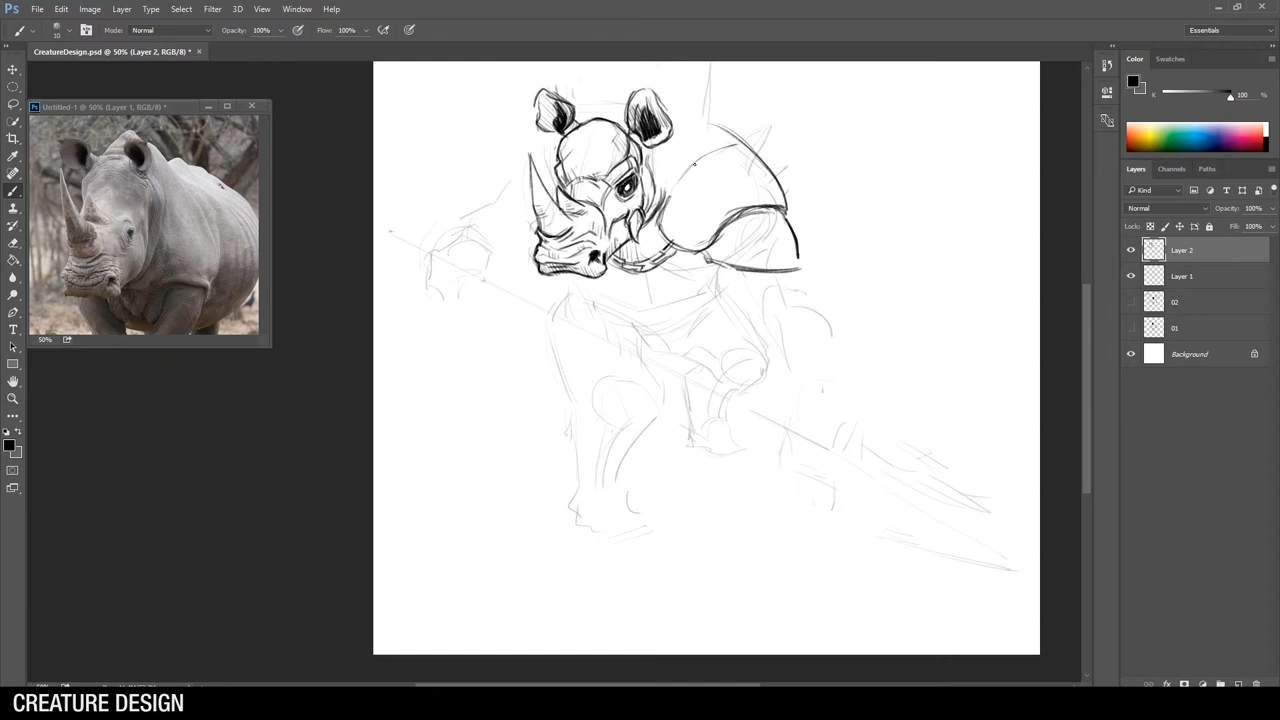 Ps File Edit Image Layer Type Select Filter 3D View Window Help
10 Mode: Normal Opacity: 100% Flow: 100% Essentials
CreatureDesign.psd @ 50% (Layer 2, RGB/8) *
Color Swatches
K 100 %
Untitled-1 @ 50% (Layer 1, RGB/8) *
Layers Channels Paths
Kind
Normal Opacity: 100%
Lock: Fill: 100%
Layer 2
Layer 1
02
01
Background
50%
CREATURE DESIGN